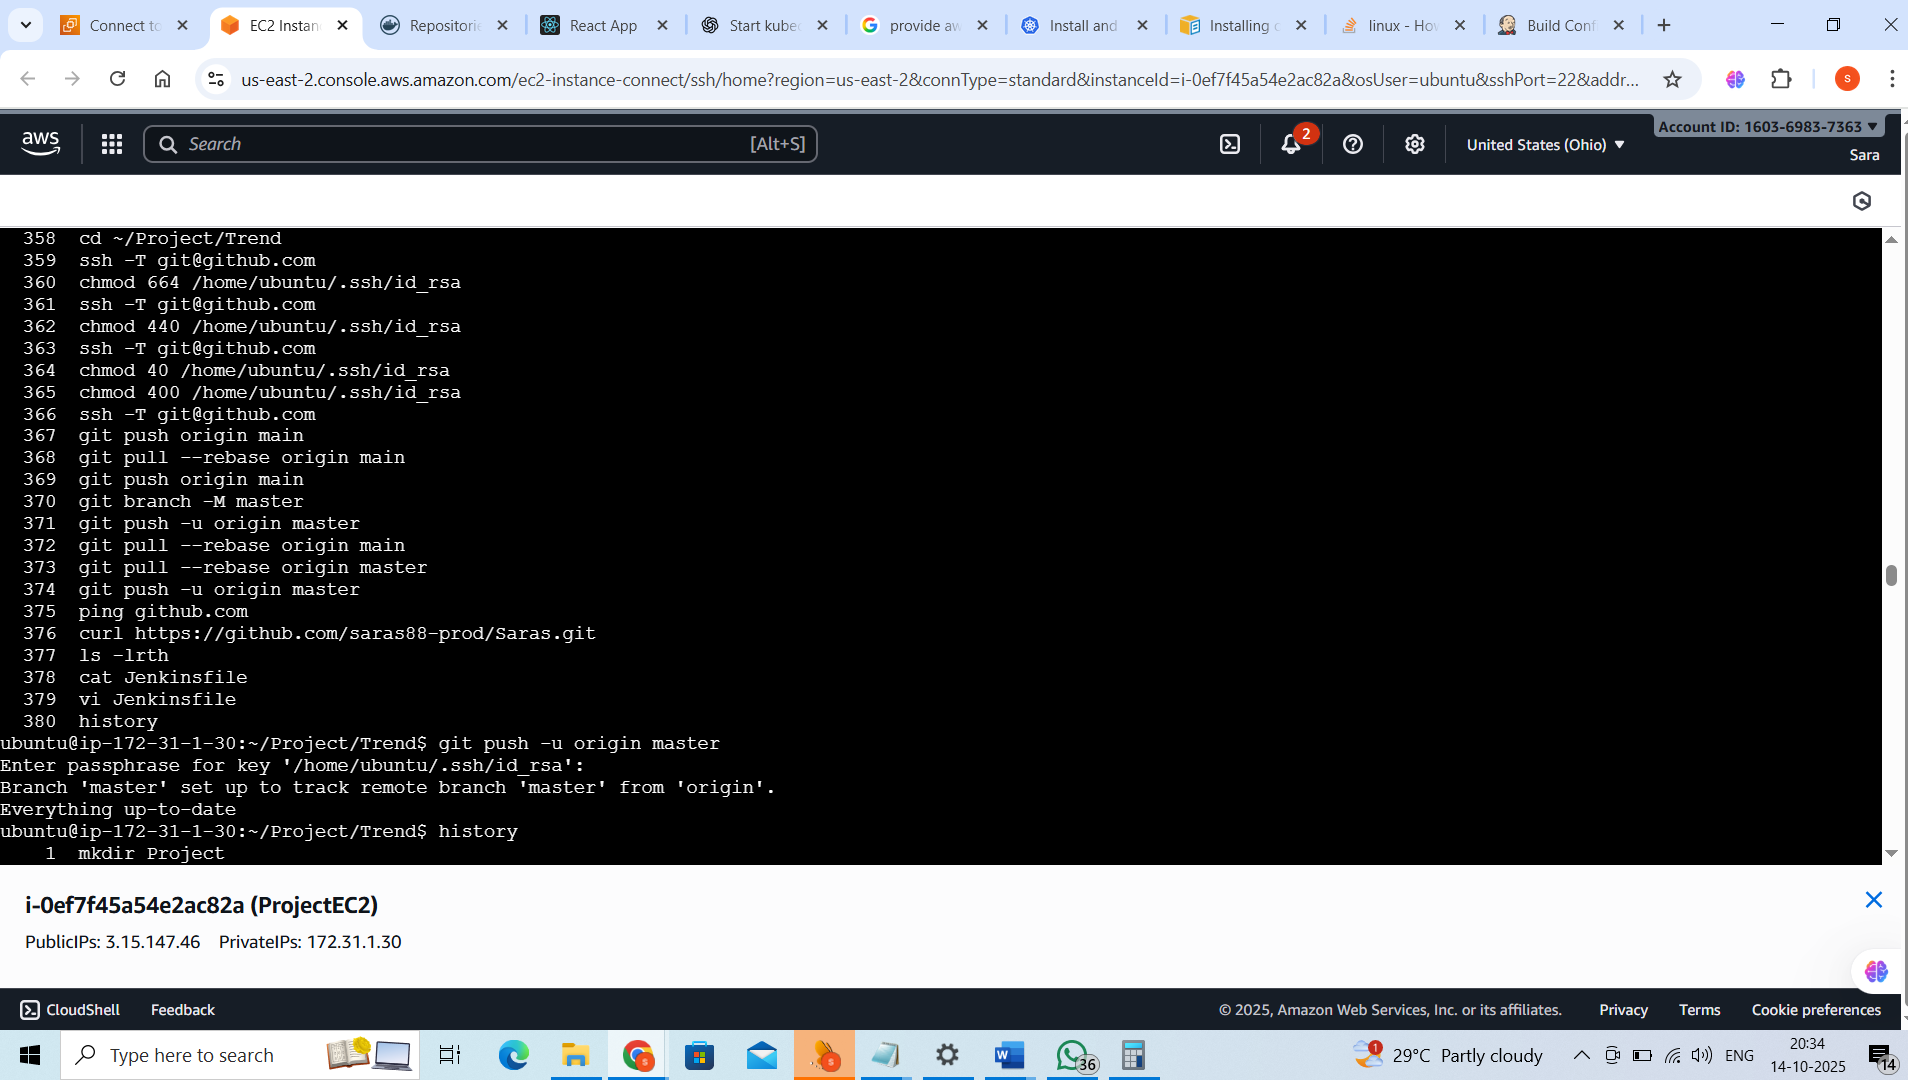 Connect to
EC2 Instan
Repositorie
React App
Start kube
provide aw
Install and
Installing c
linux - Hov
Build Conf
us-east-2.console.aws.amazon.com/ec2-instance-connect/ssh/home?region=us-east-2&connType=standard&instanceId=i-0ef7f45a54e2ac82a&osUser=ubuntu&sshPort=22&addr...
S
aws
Search
[Alt+S]
2
United States (Ohio)
Account ID: 1603-6983-7363
Sara
358 cd ~/Project/Trend
359 ssh -T git@github.com
360 chmod 664 /home/ubuntu/.ssh/id_rsa
361 ssh -T git@github.com
362 chmod 440 /home/ubuntu/.ssh/id_rsa
363 ssh -T git@github.com
364 chmod 40 /home/ubuntu/.ssh/id_rsa
365 chmod 400 /home/ubuntu/.ssh/id_rsa
366 ssh -T git@github.com
367 git push origin main
368 git pull --rebase origin main
369 git push origin main
370 git branch -M master
371 git push -u origin master
372 git pull --rebase origin main
373 git pull --rebase origin master
374 git push -u origin master
375 ping github.com
376 curl https://github.com/saras88-prod/Saras.git
377 ls -lrth
378 cat Jenkinsfile
379 vi Jenkinsfile
380 history
ubuntu@ip-172-31-1-30:~/Project/Trend$ git push -u origin master
Enter passphrase for key '/home/ubuntu/.ssh/id_rsa':
Branch 'master' set up to track remote branch 'master' from 'origin'.
Everything up-to-date
ubuntu@ip-172-31-1-30:~/Project/Trend$ history
1 mkdir Project
i-0ef7f45a54e2ac82a (ProjectEC2)
PublicIPs: 3.15.147.46 PrivateIPs: 172.31.1.30
CloudShell
Feedback
© 2025, Amazon Web Services, Inc. or its affiliates.
Privacy
Terms
Cookie preferences
Type here to search
S
S
36
1
29°C Partly cloudy
ENG
20:34
14-10-2025
14